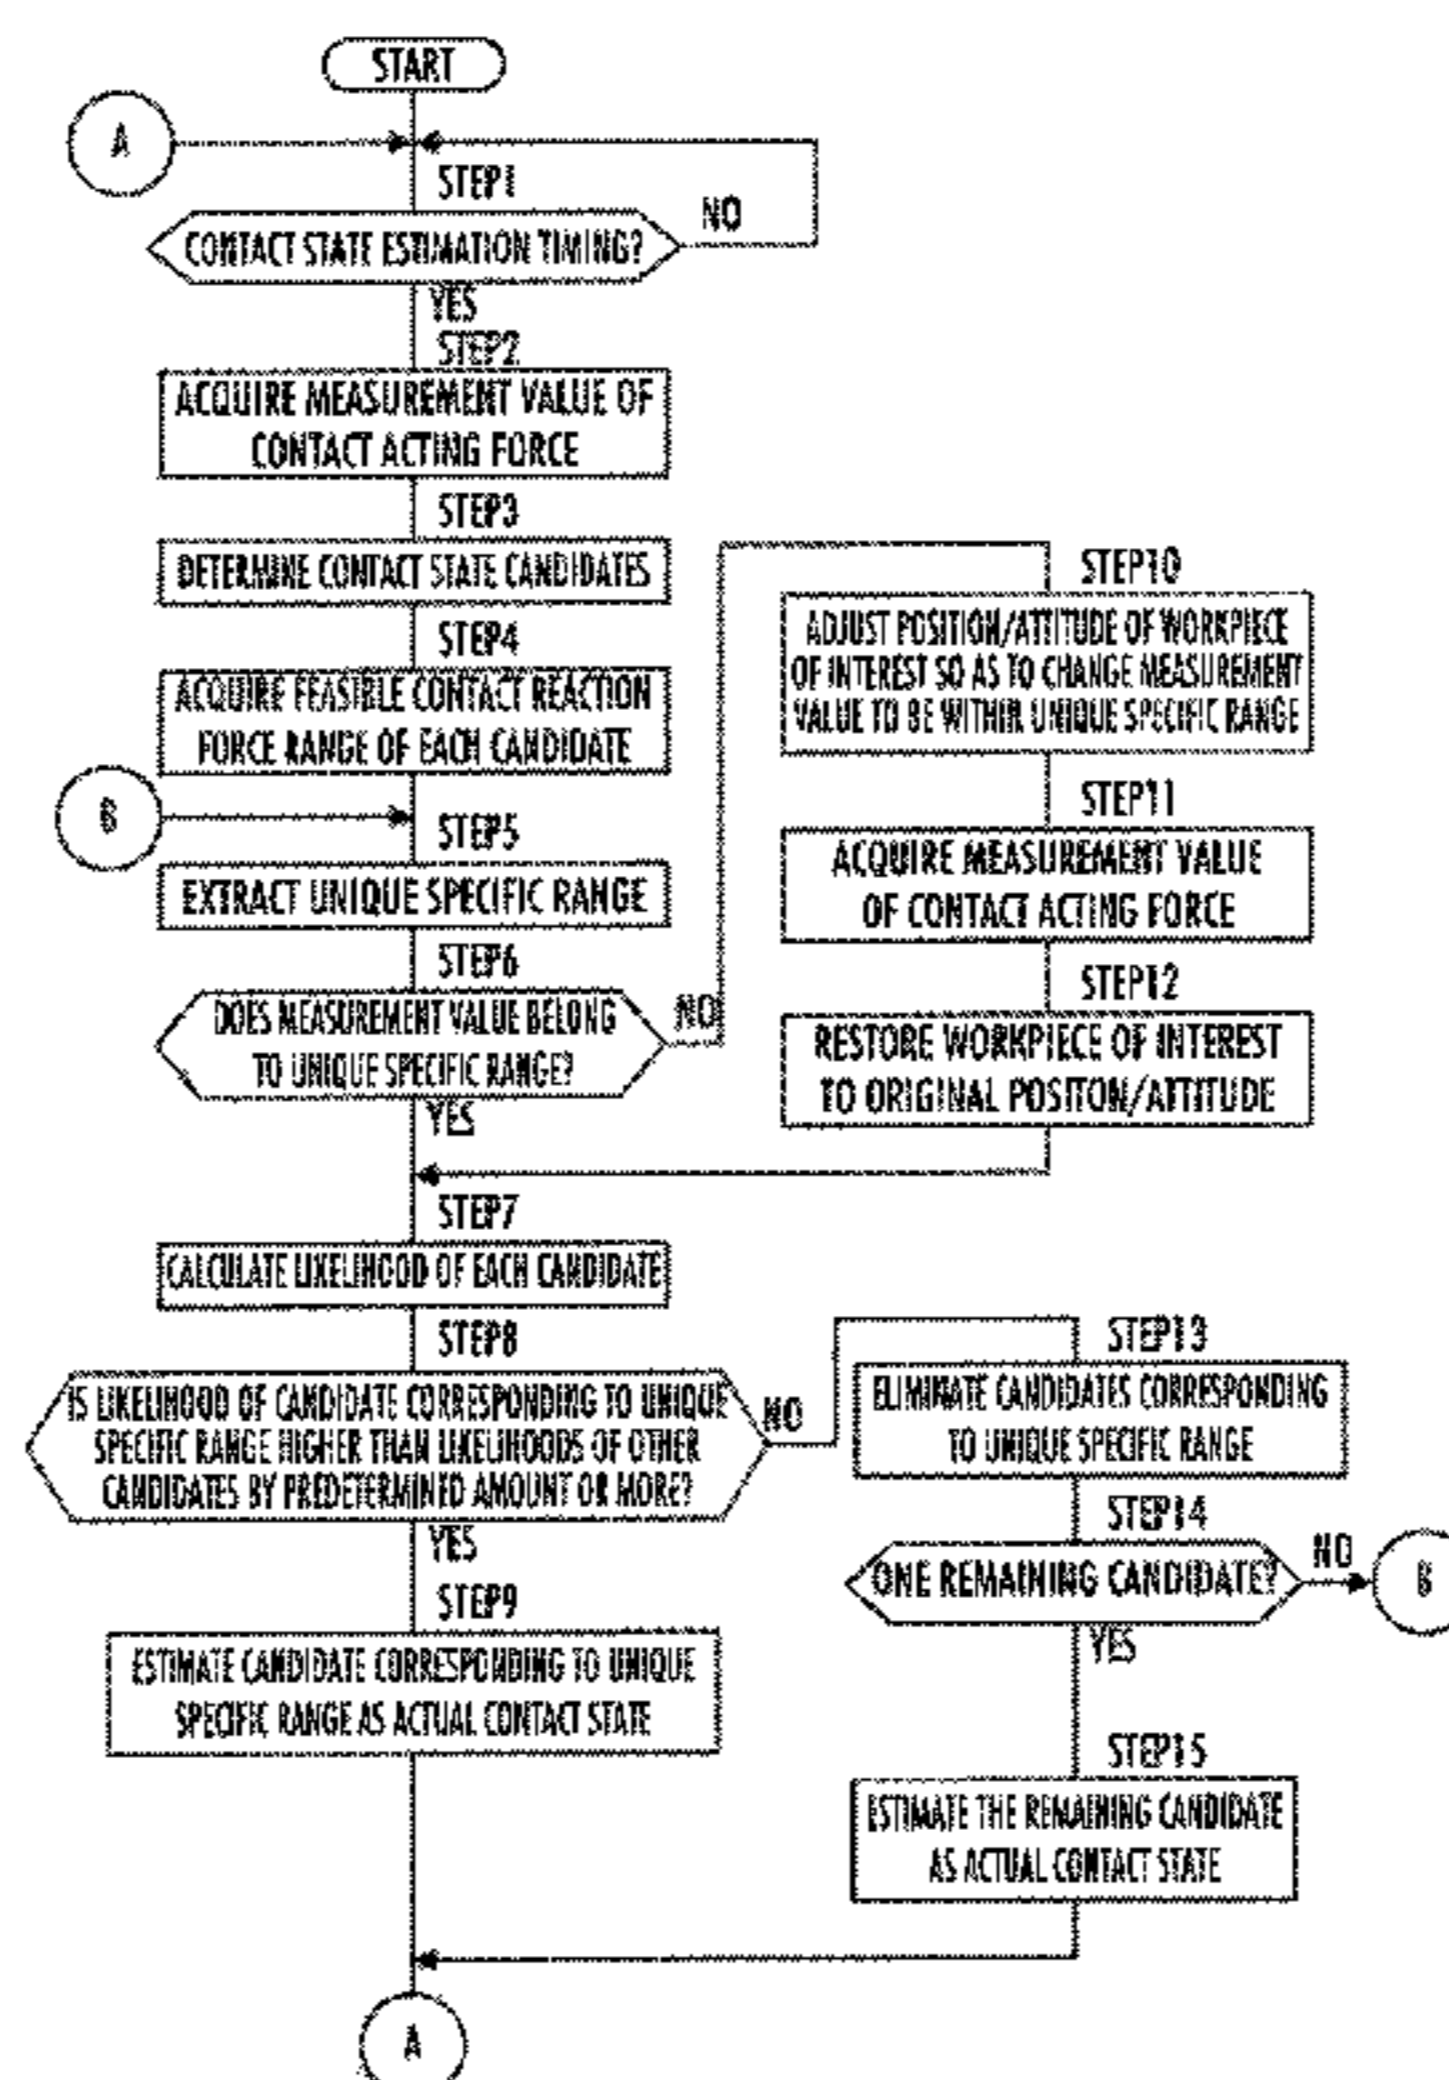 START
A
STEP1
CONTACT STATE ESTIMATION TIMING?
NO
YES
STEP2
ACQUIRE MEASUREMENT VALUE OF
CONTACT ACTING FORCE
STEP3
DETERMINE CONTACT STATE CANDIDATES
STEP4
ACQUIRE FEASIBLE CONTACT REACTION
FORCE RANGE OF EACH CANDIDATE
B
STEP5
EXTRACT UNIQUE SPECIFIC RANGE
STEP6
DOES MEASUREMENT VALUE BELONG
TO UNIQUE SPECIFIC RANGE?
NO
YES
STEP10
ADJUST POSITION/ATTITUDE OF WORKPIECE
OF INTEREST SO AS TO CHANGE MEASUREMENT
VALUE TO BE WITHIN UNIQUE SPECIFIC RANGE
STEP11
ACQUIRE MEASUREMENT VALUE
OF CONTACT ACTING FORCE
STEP12
RESTORE WORKPIECE OF INTEREST
TO ORIGINAL POSITON/ATTITUDE
STEP7
CALCULATE LIKELIHOOD OF EACH CANDIDATE
STEP8
IS LIKELIHOOD OF CANDIDATE CORRESPONDING TO UNIQUE
SPECIFIC RANGE HIGHER THAN LIKELIHOODS OF OTHER
CANDIDATES BY PREDETERMINED AMOUNT OR MORE?
NO
YES
STEP9
ESTIMATE CANDIDATE CORRESPONDING TO UNIQUE
SPECIFIC RANGE AS ACTUAL CONTACT STATE
STEP13
ELIMINATE CANDIDATES CORRESPONDING
TO UNIQUE SPECIFIC RANGE
STEP14
ONE REMAINING CANDIDATE?
NO
B
YES
STEP15
ESTIMATE THE REMAINING CANDIDATE
AS ACTUAL CONTACT STATE
A